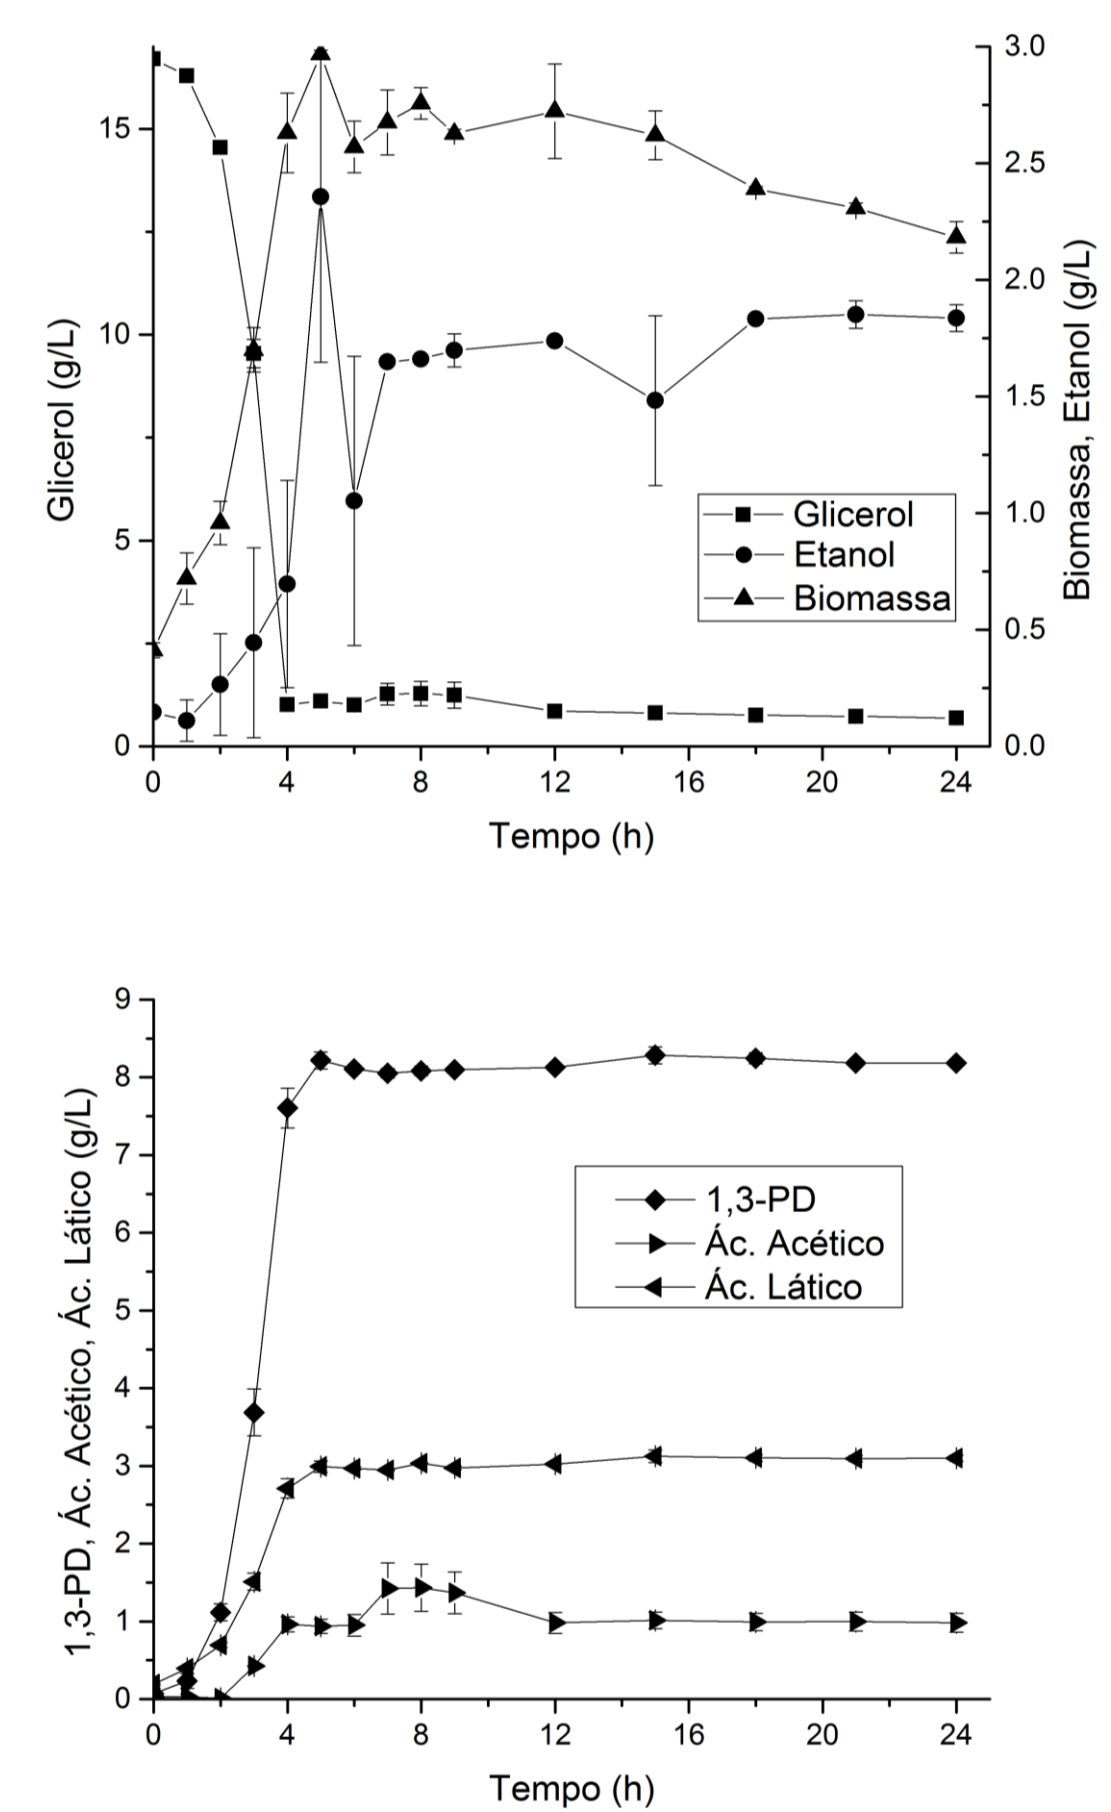 3.0
15
2.5
2.0
10
1.5
Glicerol (g/L)
Biomassa, Etanol (g/L)
Glicerol
1.0
5
Etanol
Biomassa
0.5
0
0.0
0 4 8 12 16 20 24
Tempo (h)
9
8
7
1,3-PD
6
Ác. Acético
Ác. Lático
5
1,3-PD, Ác. Acético, Ác. Lático (g/L)
4
3
2
1
0
0 4 8 12 16 20 24
Tempo (h)